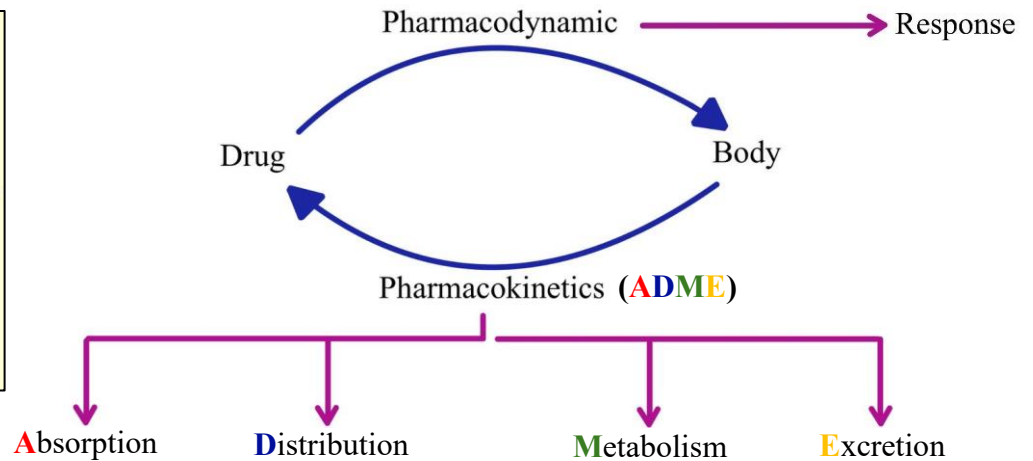 Pharmacodynamic
Response
Drug
Body
Pharmacokinetics (ADME)
Absorption
Distribution
Metabolism
Excretion